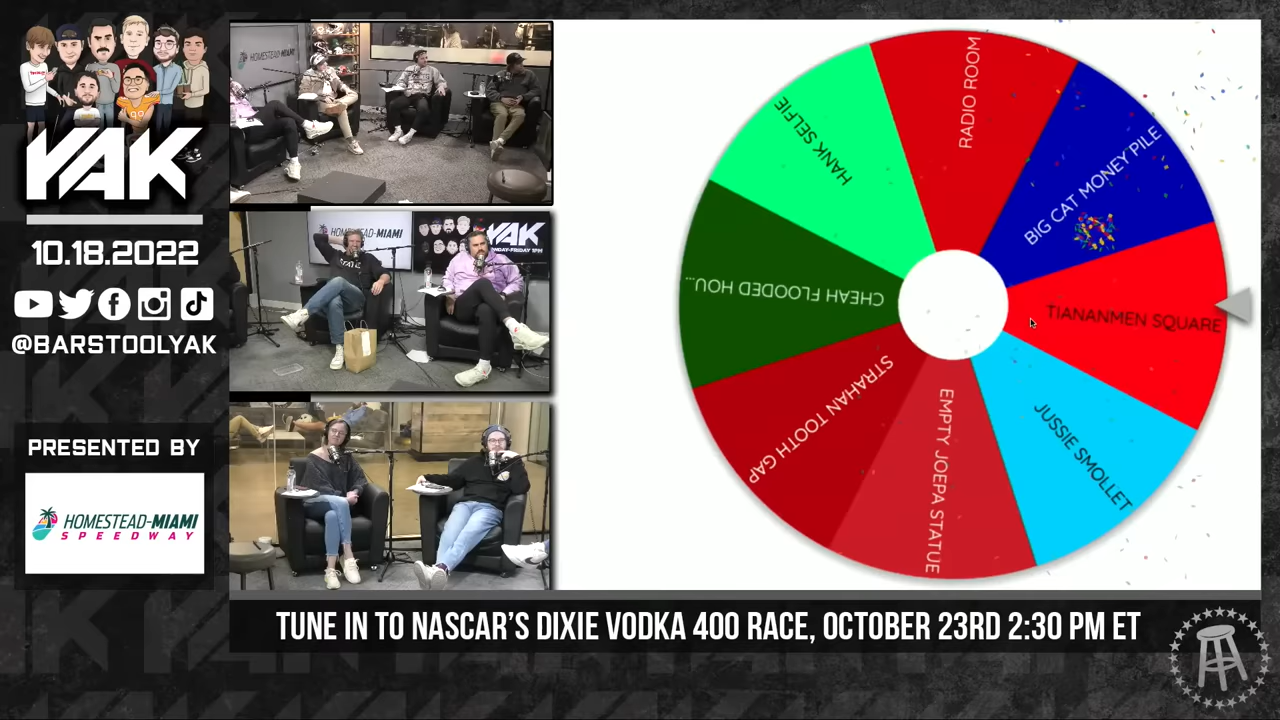 YAK
10.18.2022
@BARSTOOLYAK
PRESENTED BY
HOMESTEAD-MIAMI
SPEEDWAY
HOMESTEAD-MIAMI
HOMESTEAD-MIAMI
YAK
MONDAY-FRIDAY 1PM
STATE
RADIO ROOM
BIG CAT MONEY PILE
TIANANMEN SQUARE
JUSSIE SMOLLET
EMPTY JOEPA STATUE
STRAHAN TOOTH GAP
CHEAH FLOODED HOU...
HANK SELFIE
TUNE IN TO NASCAR'S DIXIE VODKA 400 RACE, OCTOBER 23RD 2:30 PM ET